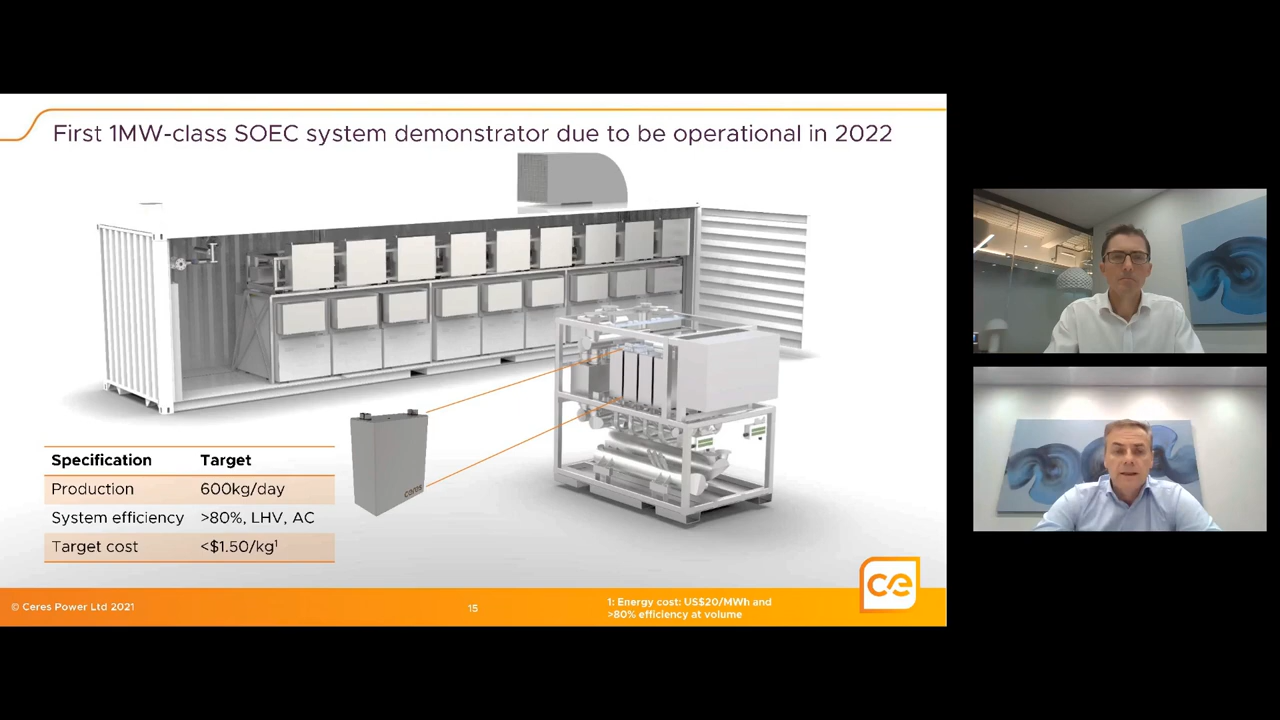 First 1MW-class SOEC system demonstrator due to be operational in 2022
Specification Target
Production 600kg/day
System efficiency >80%, LHV, AC
Target cost <$1.50/kg¹
ceres
© Ceres Power Ltd 2021
15
1: Energy cost: US$20/MWh and
>80% efficiency at volume
ce